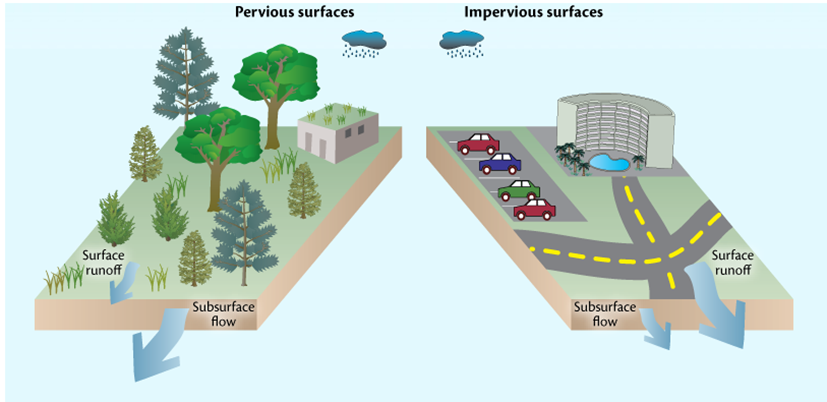 Pervious surfaces
Impervious surfaces
Surface
runoff
Subsurface
flow
Subsurface
flow
Surface
runoff